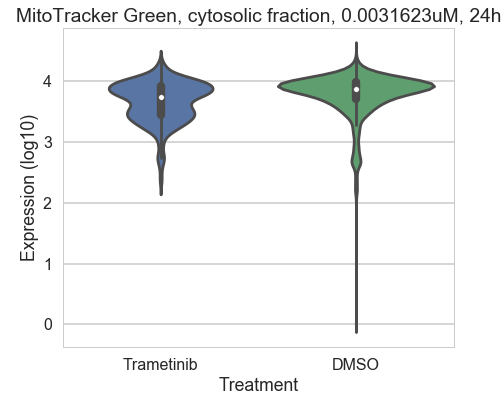 MitoTracker Green, cytosolic fraction, 0.0031623uM, 24h
Expression (log10)
4
3
2
1
0
Trametinib
DMSO
Treatment